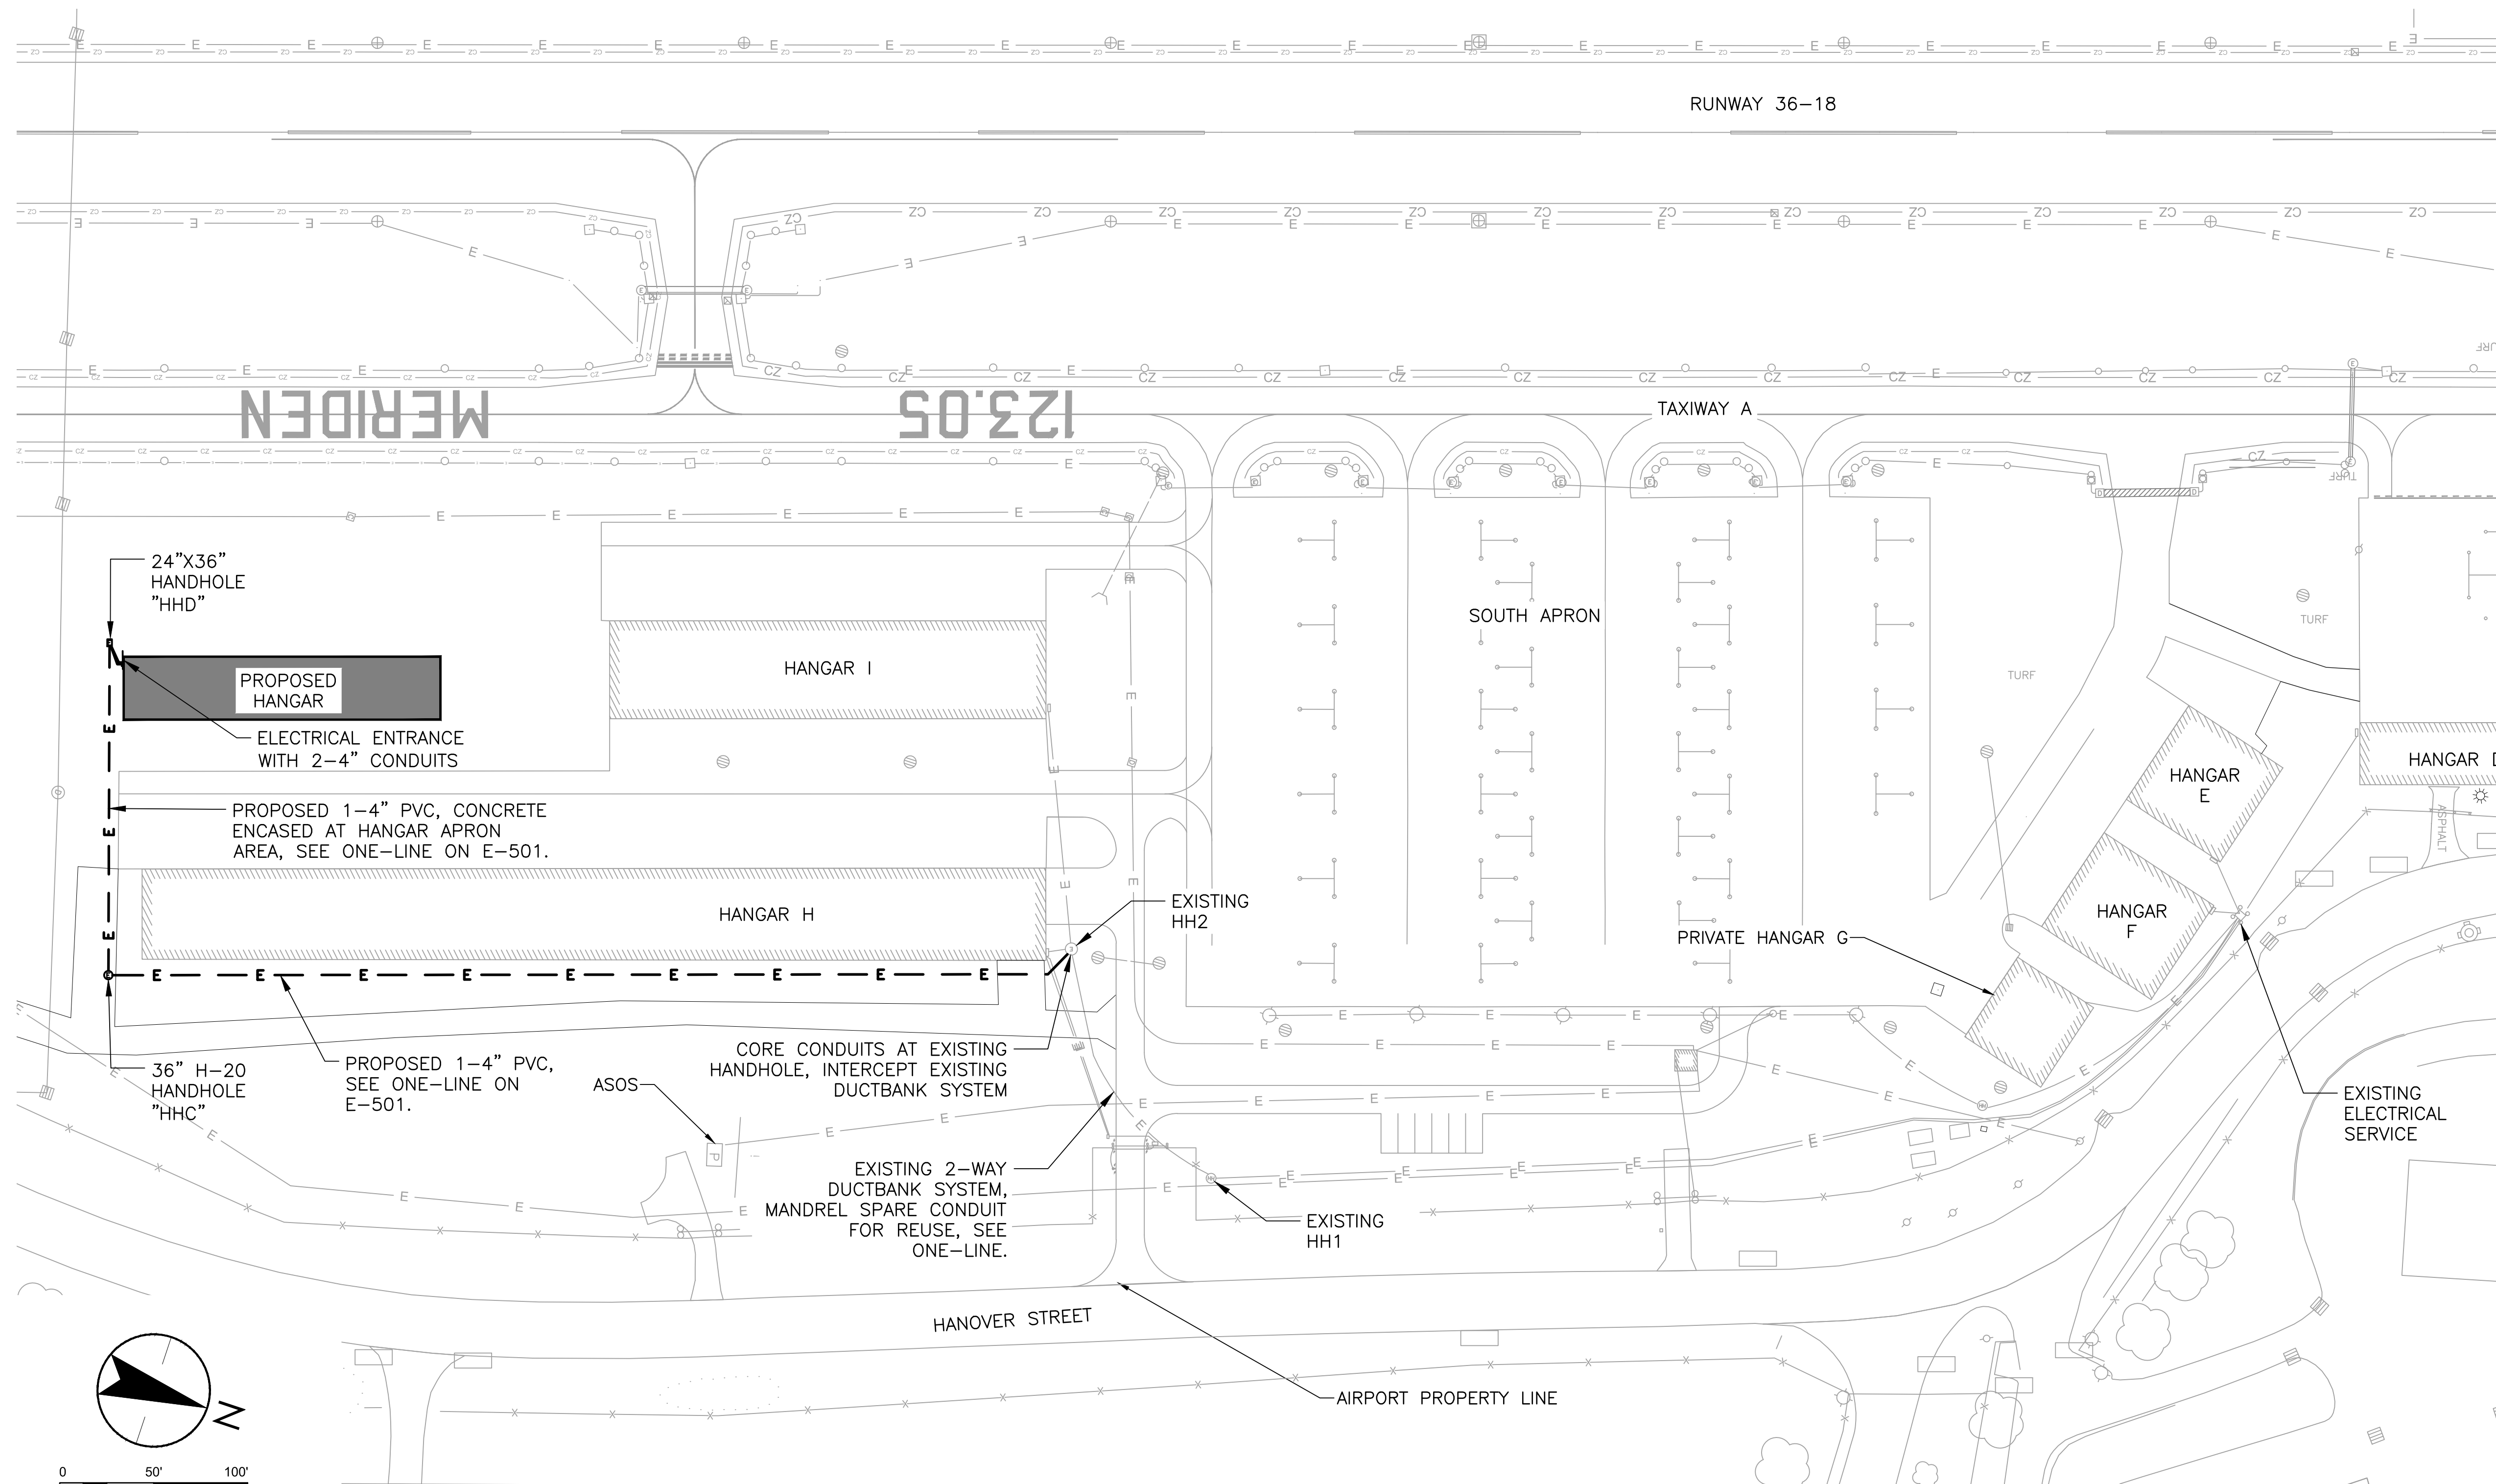 RUNWAY 36-18
MERIDEN
123.05
TAXIWAY A
TURF
TURF
24"X36"
HANDHOLE
"HHD"
SOUTH APRON
TURF
TURF
HANGAR I
PROPOSED
HANGAR
ELECTRICAL ENTRANCE
WITH 2-4" CONDUITS
HANGAR
E
HANGAR D
ASPHALT
PROPOSED 1-4" PVC, CONCRETE
ENCASED AT HANGAR APRON
AREA, SEE ONE-LINE ON E-501.
HANGAR H
EXISTING
HH2
HANGAR
F
PRIVATE HANGAR G
36" H-20
HANDHOLE
"HHC"
PROPOSED 1-4" PVC,
SEE ONE-LINE ON
E-501.
ASOS
CORE CONDUITS AT EXISTING
HANDHOLE, INTERCEPT EXISTING
DUCTBANK SYSTEM
EXISTING
ELECTRICAL
SERVICE
EXISTING 2-WAY
DUCTBANK SYSTEM,
MANDREL SPARE CONDUIT
FOR REUSE, SEE
ONE-LINE.
EXISTING
HH1
HANOVER STREET
AIRPORT PROPERTY LINE
N
0 50' 100'